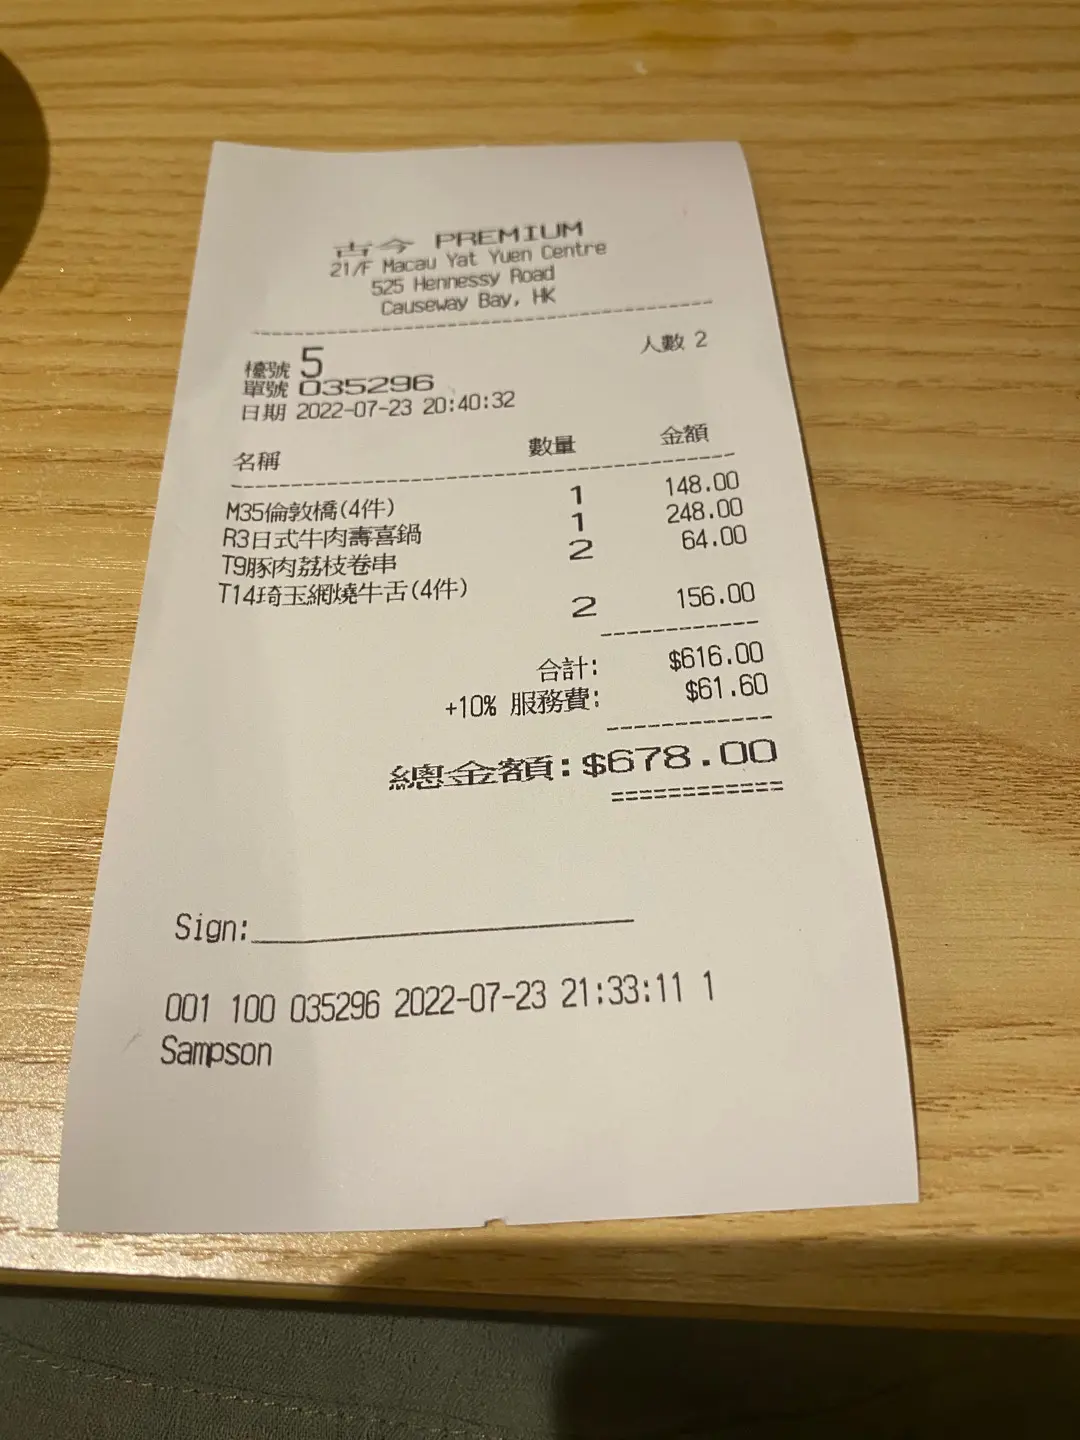 古今 PREMIUM
21/F Macau Yat Yuen Centre
525 Hennessy Road
Causeway Bay, HK
檯號 5 人數 2
單號 035296
日期 2022-07-23 20:40:32
名稱 數量 金額
M35倫敦橋(4件) 1 148.00
R3日式牛肉壽喜鍋 1 248.00
T9豚肉荔枝卷串 2 64.00
T14琦玉網燒牛舌(4件)
2 156.00
合計: $616.00
+10% 服務費: $61.60
總金額: $678.00
============
Sign:
001 100 035296 2022-07-23 21:33:11 1
Sampson